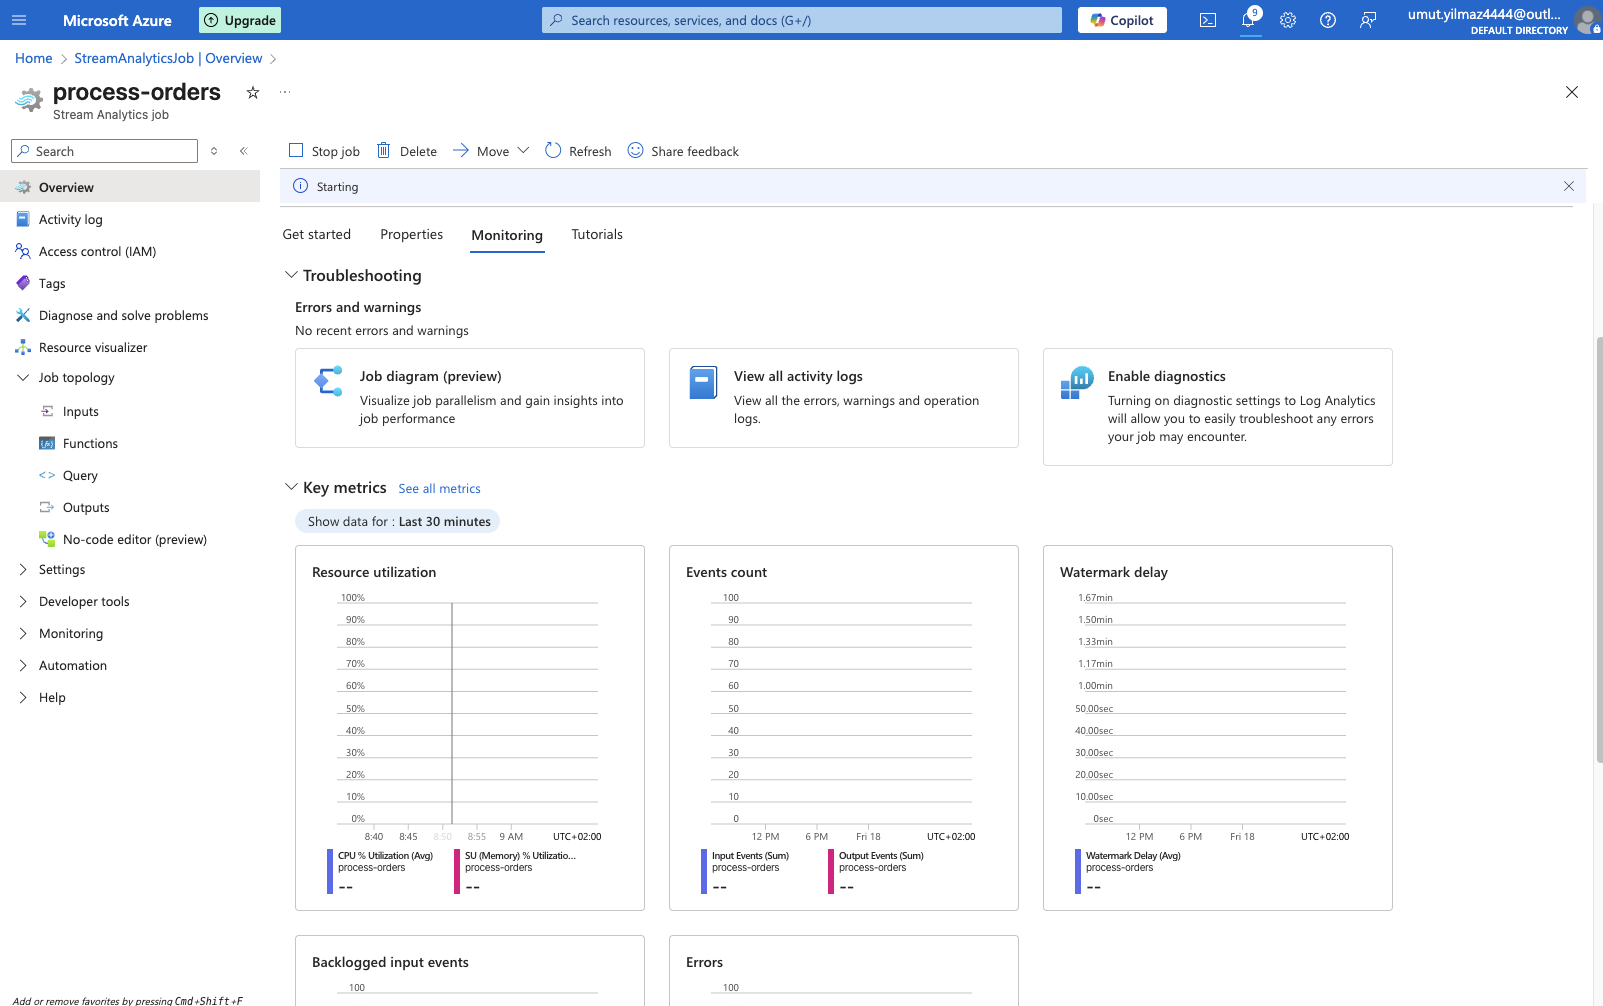 Microsoft Azure
Upgrade
Search resources, services, and docs (G+/)
Copilot
9
umut.yilmaz4444@outl...
DEFAULT DIRECTORY
Home > StreamAnalyticsJob | Overview >
process-orders
...
Stream Analytics job
Search
Overview
Activity log
Access control (IAM)
Tags
Diagnose and solve problems
Resource visualizer
Job topology
Inputs
Functions
Query
Outputs
No-code editor (preview)
Settings
Developer tools
Monitoring
Automation
Help
Add or remove favorites by pressing Cmd+Shift+F
Stop job
Delete
Move
Refresh
Share feedback
Starting
Get started
Properties
Monitoring
Tutorials
Troubleshooting
Errors and warnings
No recent errors and warnings
Job diagram (preview)
Visualize job parallelism and gain insights into
job performance
View all activity logs
View all the errors, warnings and operation
logs.
Enable diagnostics
Turning on diagnostic settings to Log Analytics
will allow you to easily troubleshoot any errors
your job may encounter.
Key metrics
See all metrics
Show data for : Last 30 minutes
Resource utilization
100%
90%
80%
70%
60%
50%
40%
30%
20%
10%
0%
8:40 8:45 8:50 8:55 9 AM UTC+02:00
CPU % Utilization (Avg)
process-orders
--
SU (Memory) % Utilizatio...
process-orders
--
Events count
100
90
80
70
60
50
40
30
20
10
0
12 PM 6 PM Fri 18 UTC+02:00
Input Events (Sum)
process-orders
--
Output Events (Sum)
process-orders
--
Watermark delay
1.67min
1.50min
1.33min
1.17min
1.00min
50.00sec
40.00sec
30.00sec
20.00sec
10.00sec
0sec
12 PM 6 PM Fri 18 UTC+02:00
Watermark Delay (Avg)
process-orders
--
Backlogged input events
100
Errors
100